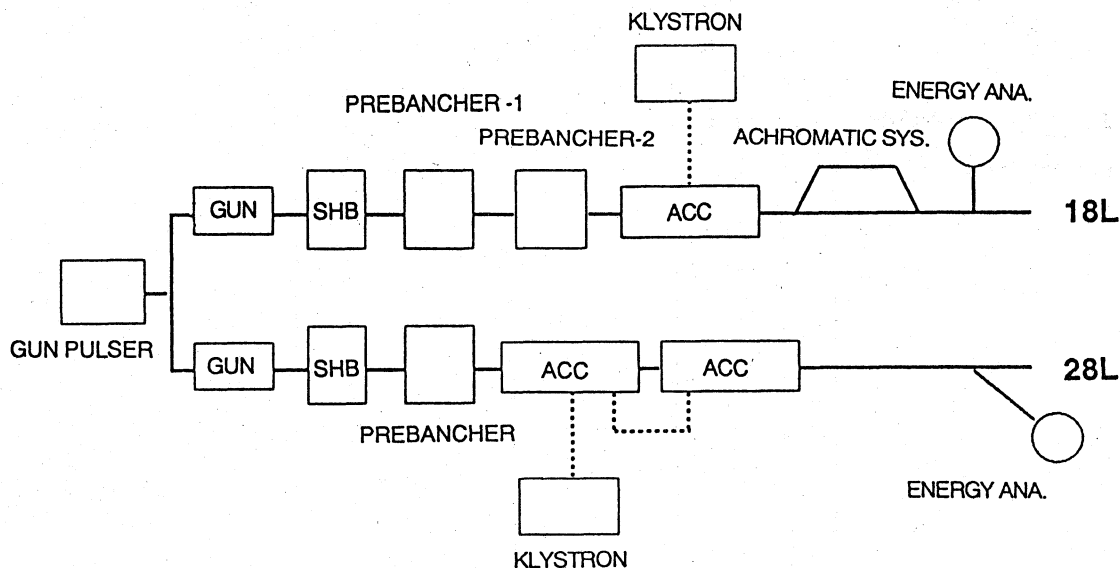 KLYSTRON
ENERGY ANA.
PREBANCHER -1
PREBANCHER-2
ACHROMATIC SYS.
GUN
SHB
ACC
18L
GUN PULSER
GUN
SHB
ACC
ACC
28L
PREBANCHER
ENERGY ANA.
KLYSTRON